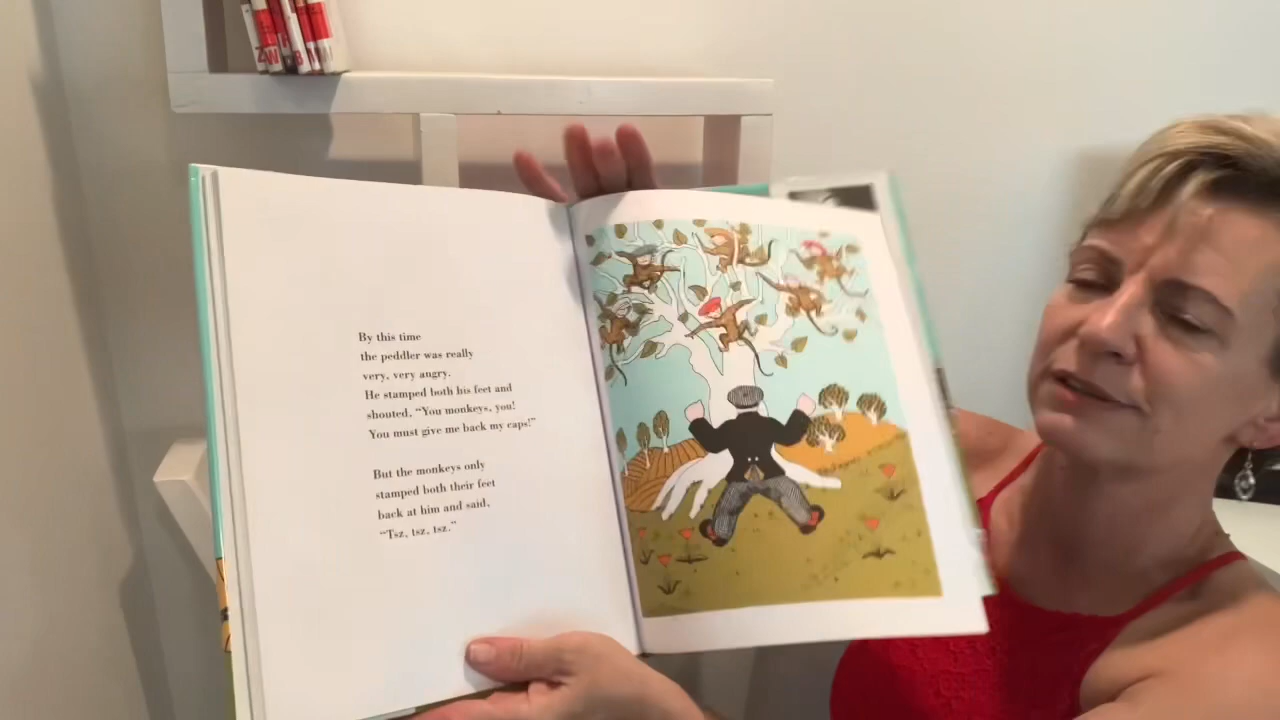 By this time
the peddler was really
very, very angry.
He stamped both his feet and
shouted, "You monkeys, you!
You must give me back my caps!"
But the monkeys only
stamped both their feet
back at him and said,
"Tsz, tsz, tsz."